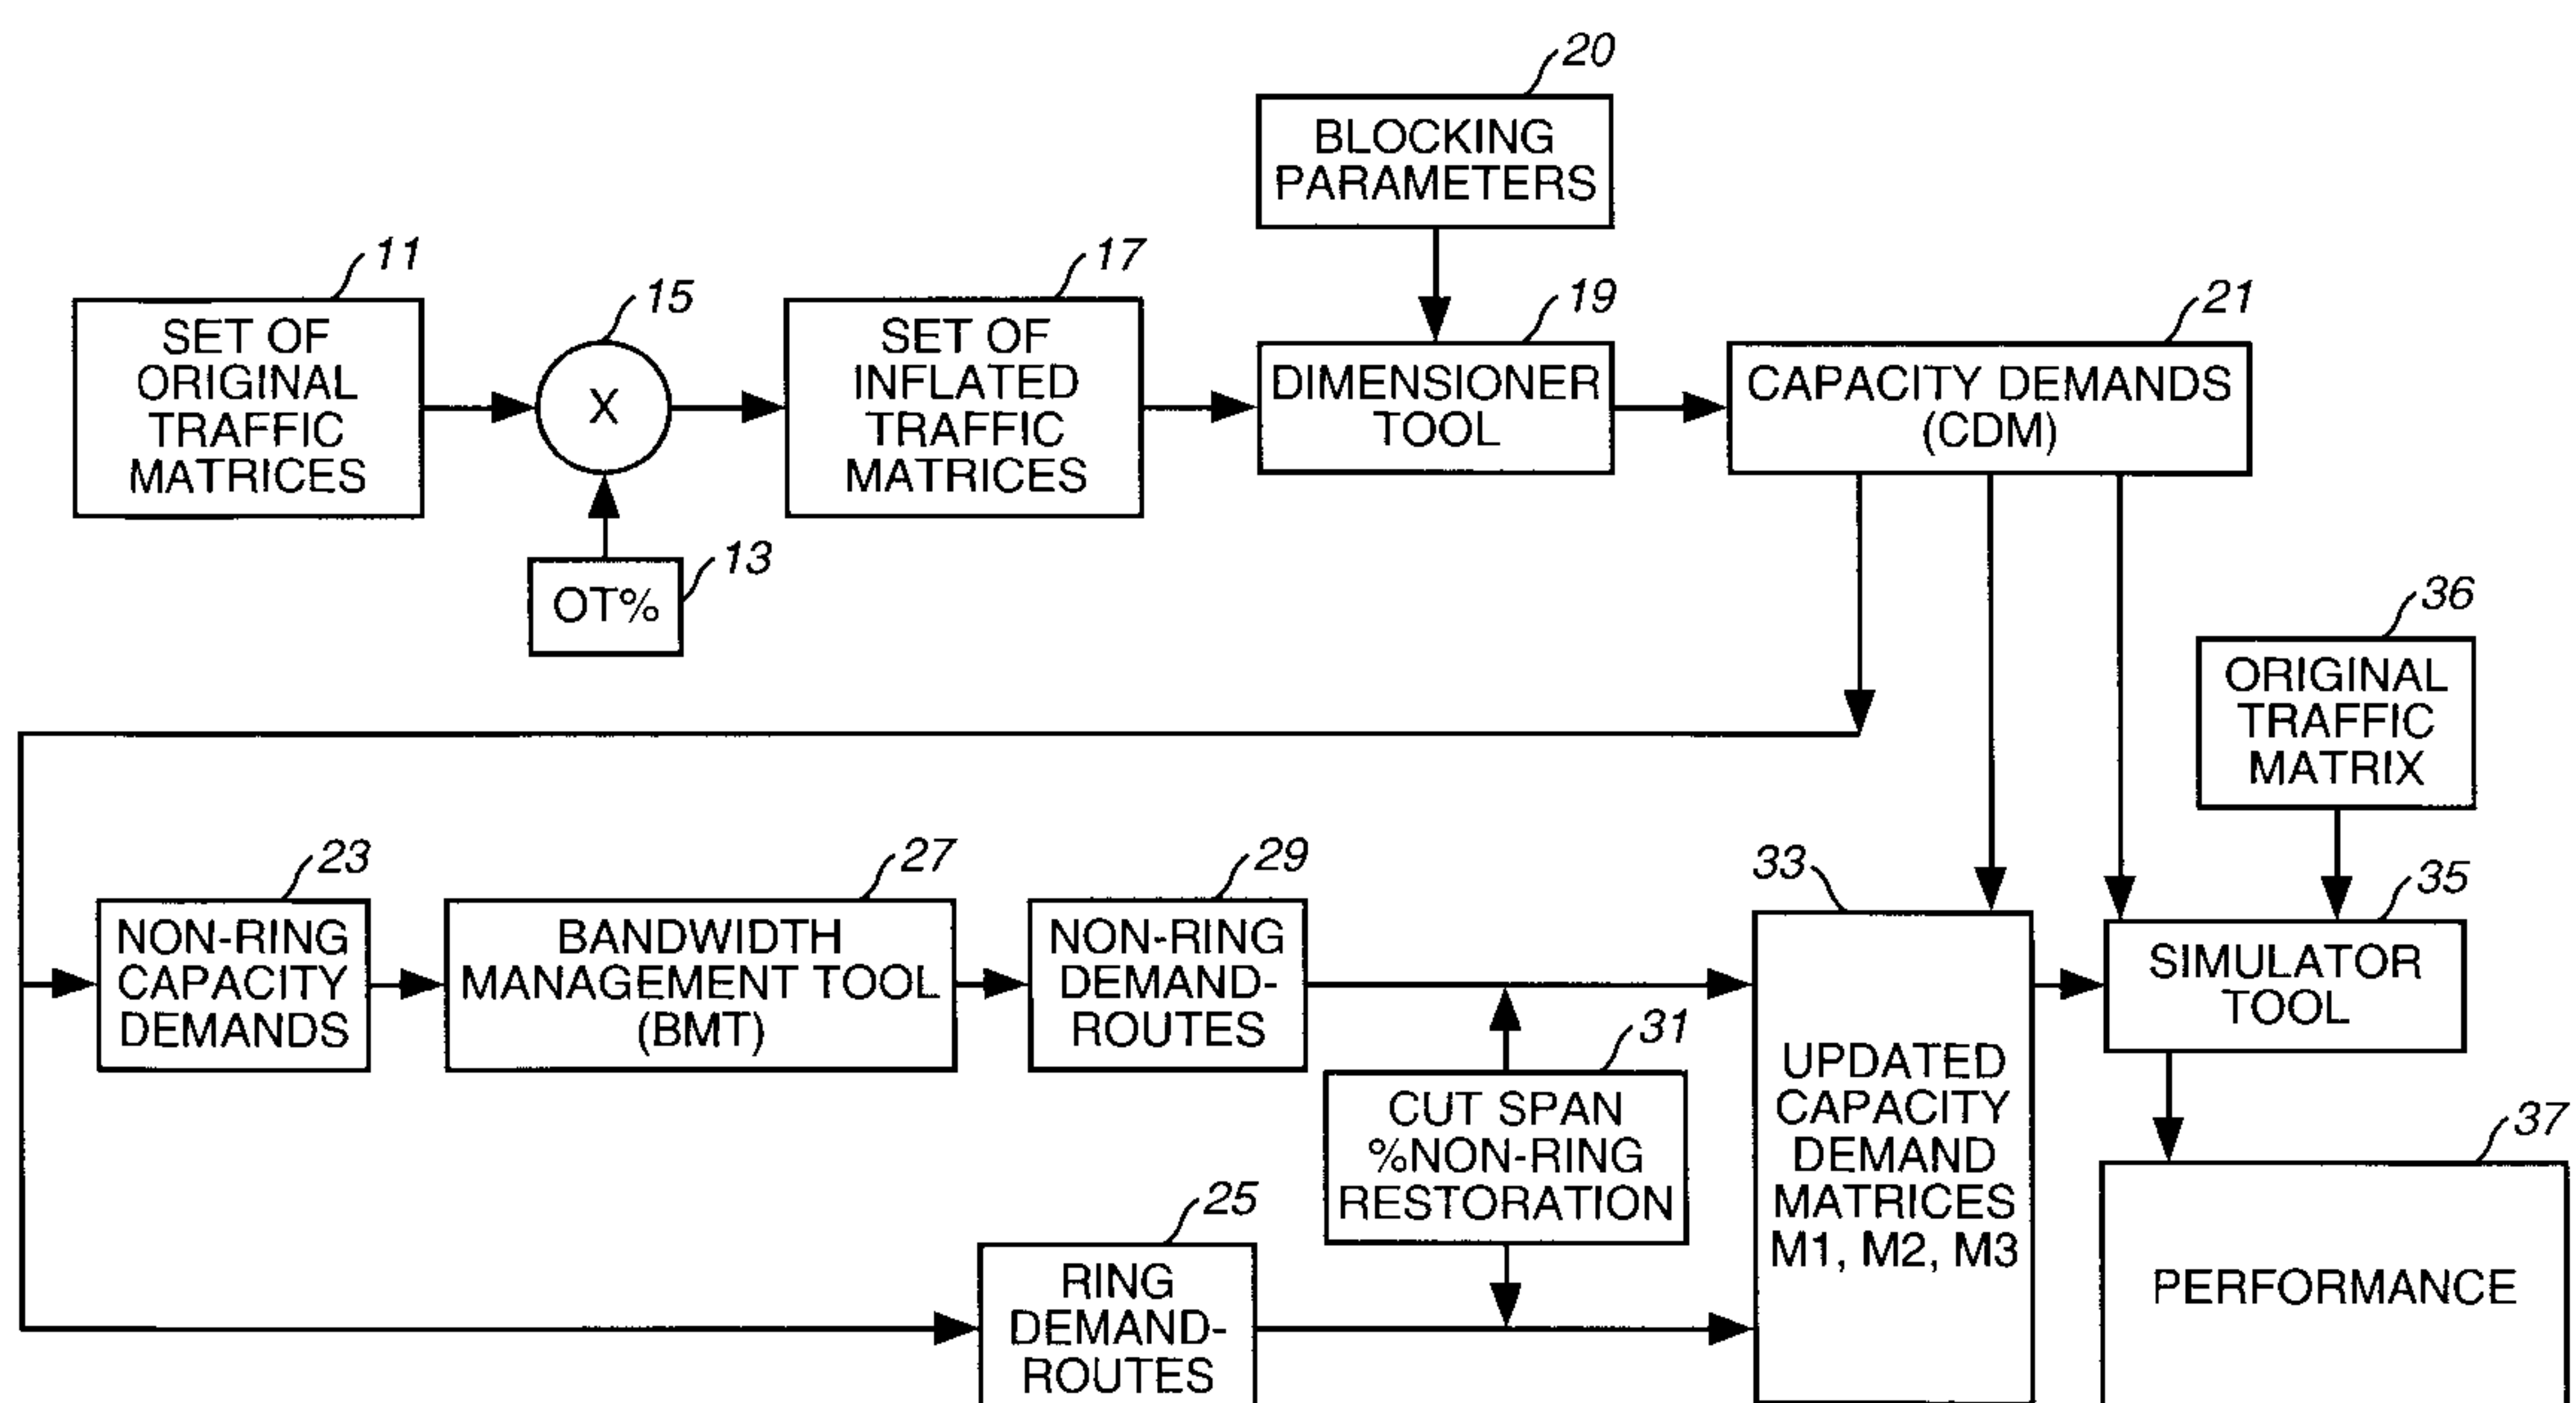 20
BLOCKING
PARAMETERS
11
SET OF
ORIGINAL
TRAFFIC
MATRICES
15
X
13
OT%
17
SET OF
INFLATED
TRAFFIC
MATRICES
19
DIMENSIONER
TOOL
21
CAPACITY DEMANDS
(CDM)
36
ORIGINAL
TRAFFIC
MATRIX
23
NON-RING
CAPACITY
DEMANDS
27
BANDWIDTH
MANAGEMENT TOOL
(BMT)
29
NON-RING
DEMAND-
ROUTES
31
CUT SPAN
%NON-RING
RESTORATION
25
RING
DEMAND-
ROUTES
33
UPDATED
CAPACITY
DEMAND
MATRICES
M1, M2, M3
35
SIMULATOR
TOOL
37
PERFORMANCE